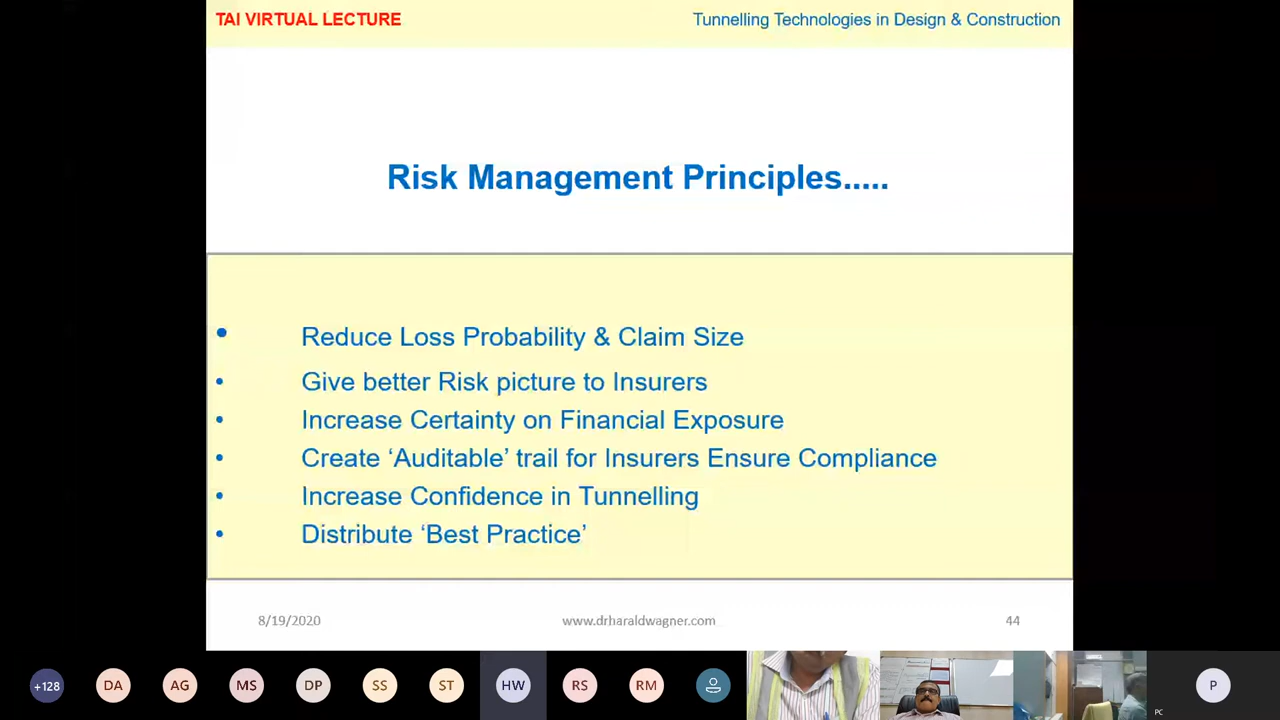 TAI VIRTUAL LECTURE Tunnelling Technologies in Design & Construction
Risk Management Principles.....
• Reduce Loss Probability & Claim Size
• Give better Risk picture to Insurers
• Increase Certainty on Financial Exposure
• Create ‘Auditable’ trail for Insurers Ensure Compliance
• Increase Confidence in Tunnelling
• Distribute ‘Best Practice’
8/19/2020 www.drharaldwagner.com 44
+128 DA AG MS DP SS ST HW RS RM P
PC